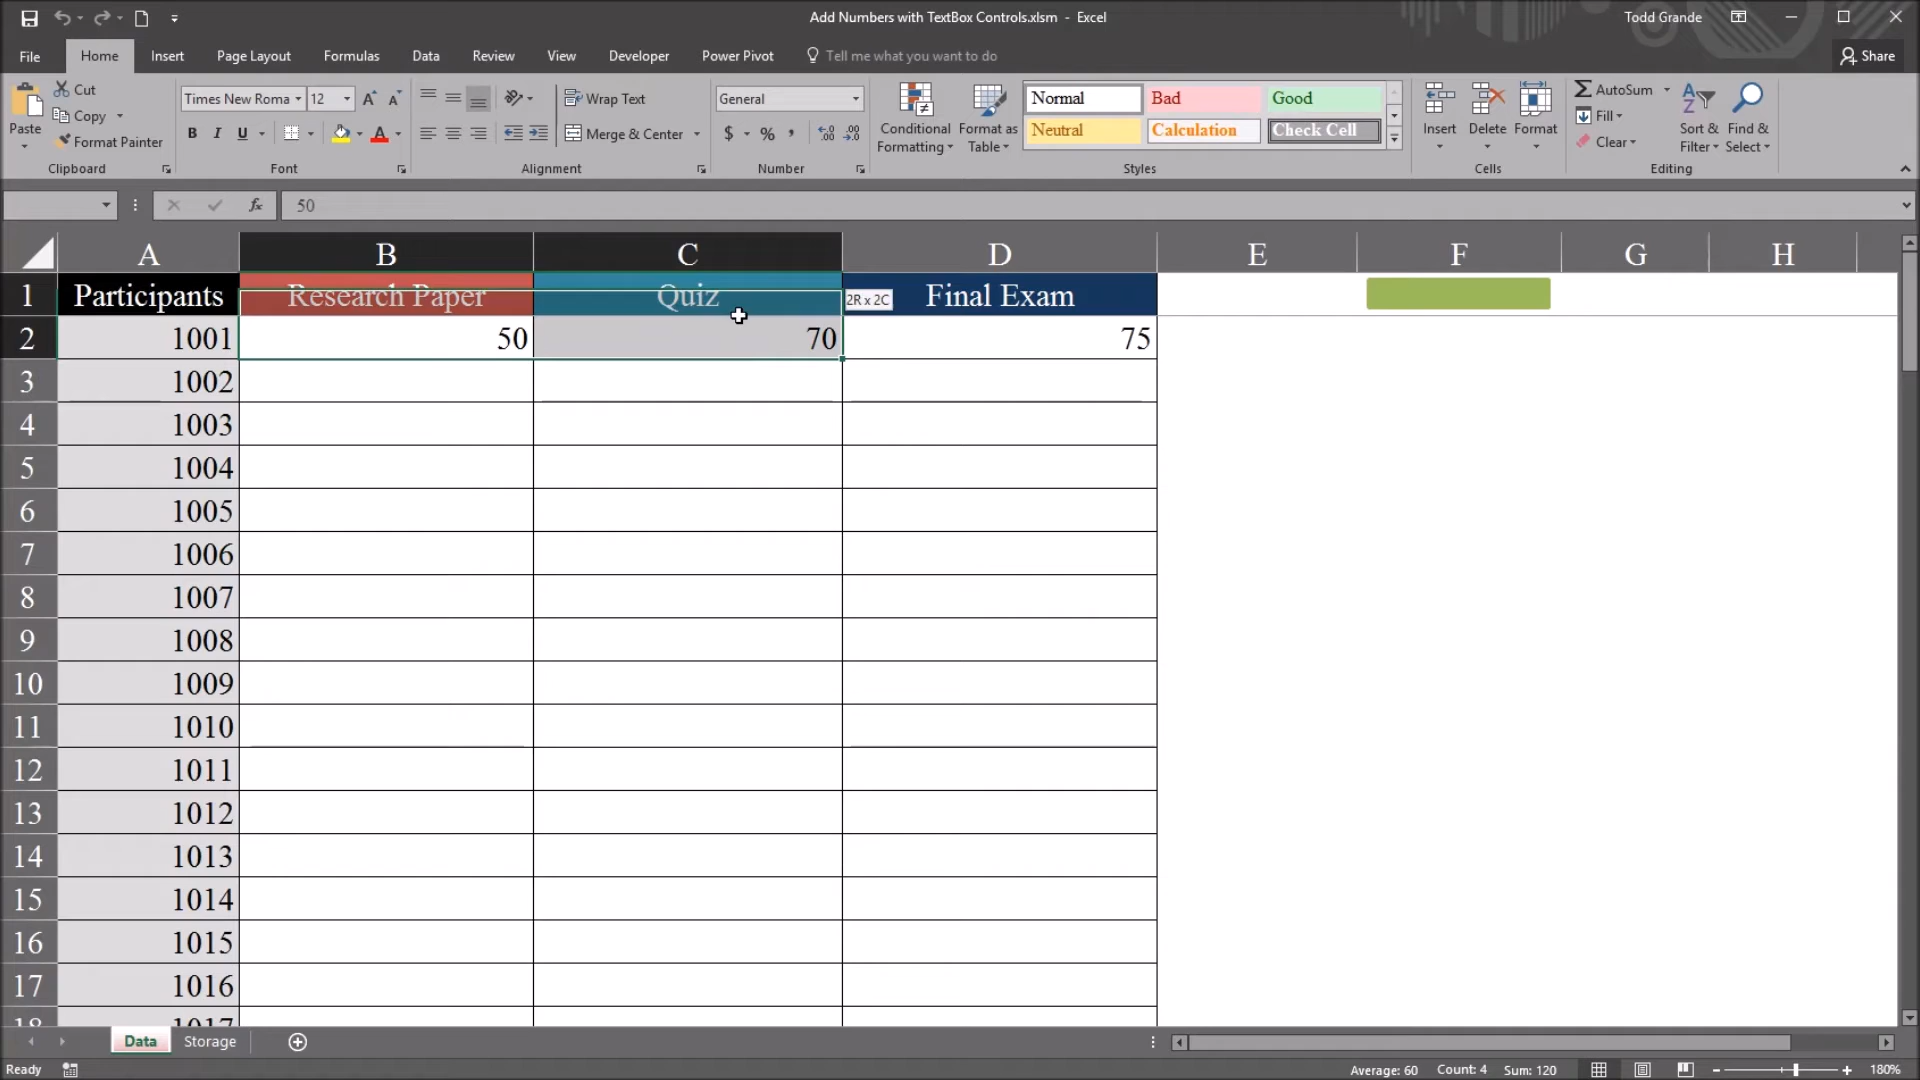 Add Numbers with TextBox Controls.xlsm - Excel
Todd Grande
File Home Insert Page Layout Formulas Data Review View Developer Power Pivot Tell me what you want to do Share
Paste Cut Copy Format Painter Clipboard
Times New Roma 12 B I U A Font
Wrap Text Merge & Center Alignment
General $ % , Number
Conditional Formatting Format as Table Normal Bad Good Neutral Calculation Check Cell Styles
Insert Delete Format Cells
AutoSum Fill Clear Sort & Filter Find & Select Editing
fx 50
A B C D E F G H
1 Participants Research Paper Quiz 2R x 2C Final Exam
2 1001 50 70 75
3 1002
4 1003
5 1004
6 1005
7 1006
8 1007
9 1008
10 1009
11 1010
12 1011
13 1012
14 1013
15 1014
16 1015
17 1016
18 1017
Data Storage
Ready Average: 60 Count: 4 Sum: 120 180%